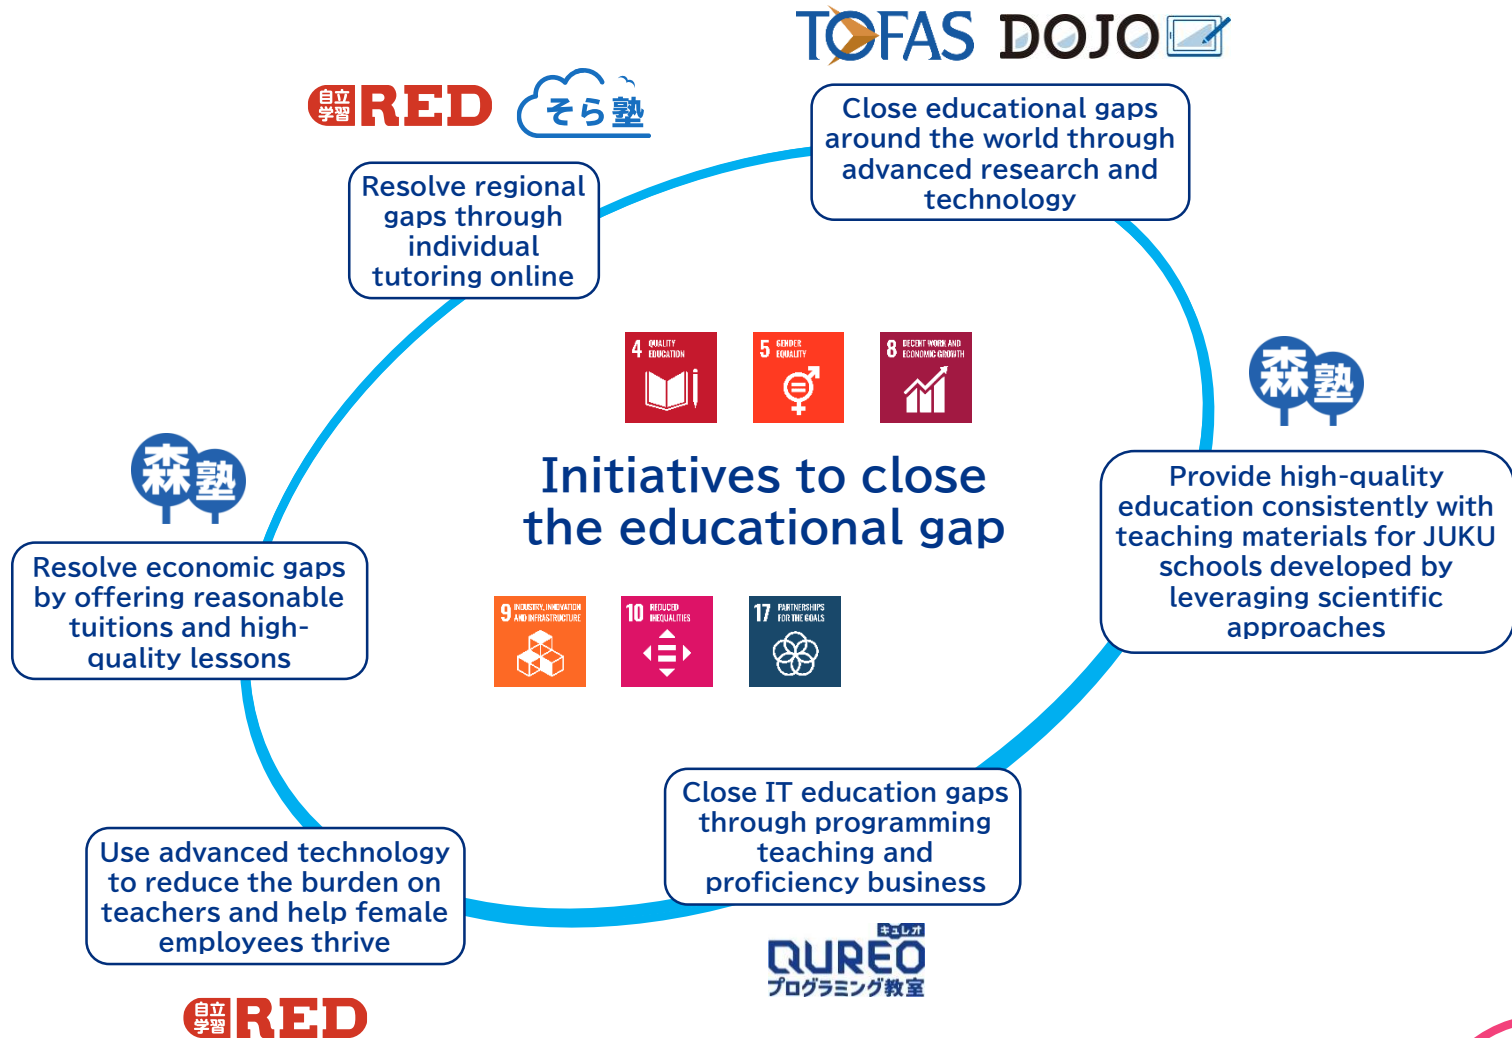 TOFAS DOJO
自立
学習
RED
そら塾
Close educational gaps
around the world through
advanced research and
technology
Resolve regional
gaps through
individual
tutoring online
4 QUALITY
EDUCATION
5 GENDER
EQUALITY
8 DECENT WORK AND
ECONOMIC GROWTH
森塾
Initiatives to close
the educational gap
森塾
Provide high-quality
education consistently with
teaching materials for JUKU
schools developed by
leveraging scientific
approaches
Resolve economic gaps
by offering reasonable
tuitions and high-
quality lessons
9 INDUSTRY, INNOVATION
AND INFRASTRUCTURE
10 REDUCED
INEQUALITIES
17 PARTNERSHIPS
FOR THE GOALS
Close IT education gaps
through programming
teaching and
proficiency business
Use advanced technology
to reduce the burden on
teachers and help female
employees thrive
キュレオ
QUREO
プログラミング教室
自立
学習
RED